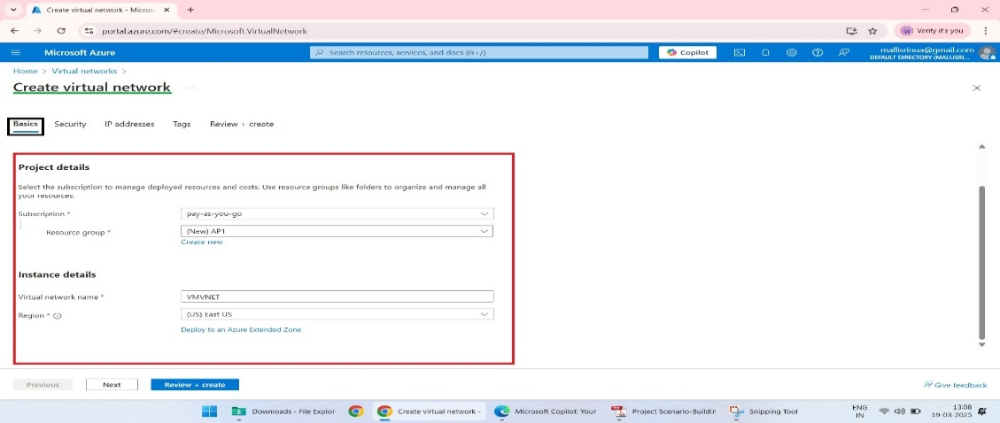 Create virtual network - Micros
portal.azure.com/#create/Microsoft.VirtualNetwork
Verify it's you
Microsoft Azure
Search resources, services, and docs (G+/)
Copilot
mallisrinua@gmail.com
DEFAULT DIRECTORY (MALLISRI...
Home > Virtual networks >
Create virtual network ...
Basics Security IP addresses Tags Review + create
Project details
Select the subscription to manage deployed resources and costs. Use resource groups like folders to organize and manage all
your resources.
Subscription * pay-as-you-go
Resource group * (New) AP1
Create new
Instance details
Virtual network name * VMVNET
Region * (US) East US
Deploy to an Azure Extended Zone
Previous Next Review + create
Give feedback
Downloads - File Explor Create virtual network - Microsoft Copilot: Your Project Scenario-Buildin Snipping Tool
ENG
IN
13:08
19-03-2025